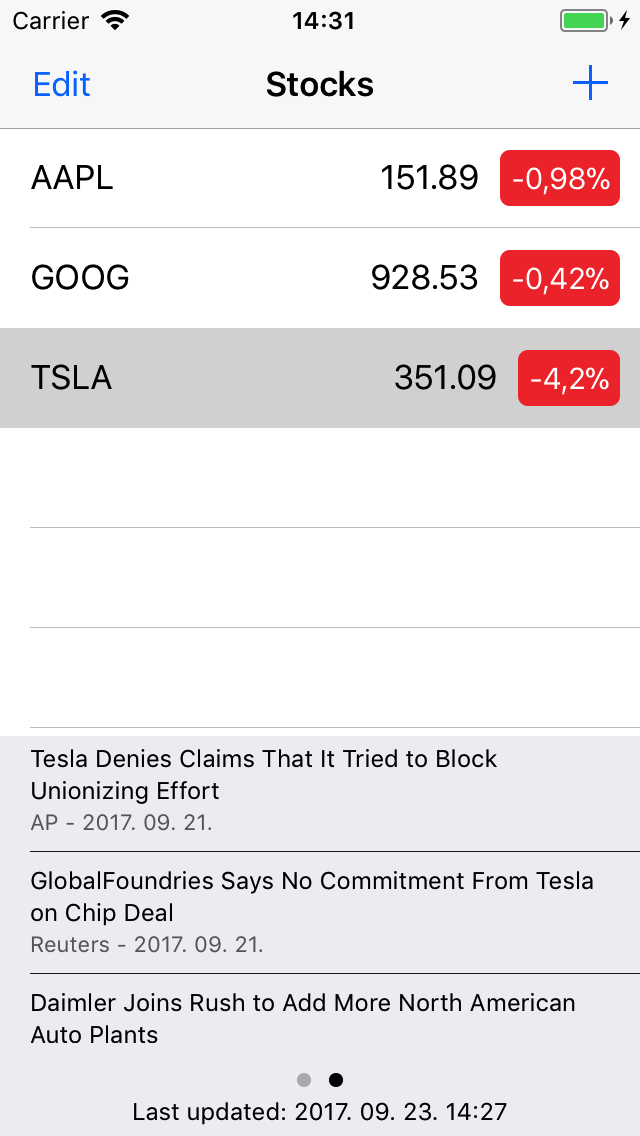 Carrier 14:31
Edit Stocks +
AAPL 151.89 -0,98%
GOOG 928.53 -0,42%
TSLA 351.09 -4,2%
Tesla Denies Claims That It Tried to Block
Unionizing Effort
AP - 2017. 09. 21.
GlobalFoundries Says No Commitment From Tesla
on Chip Deal
Reuters - 2017. 09. 21.
Daimler Joins Rush to Add More North American
Auto Plants
Last updated: 2017. 09. 23. 14:27